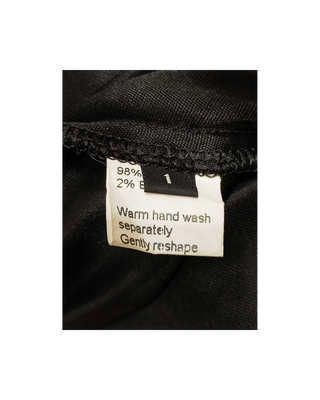 98%
1
2% E
Warm hand wash
separately
Gently reshape